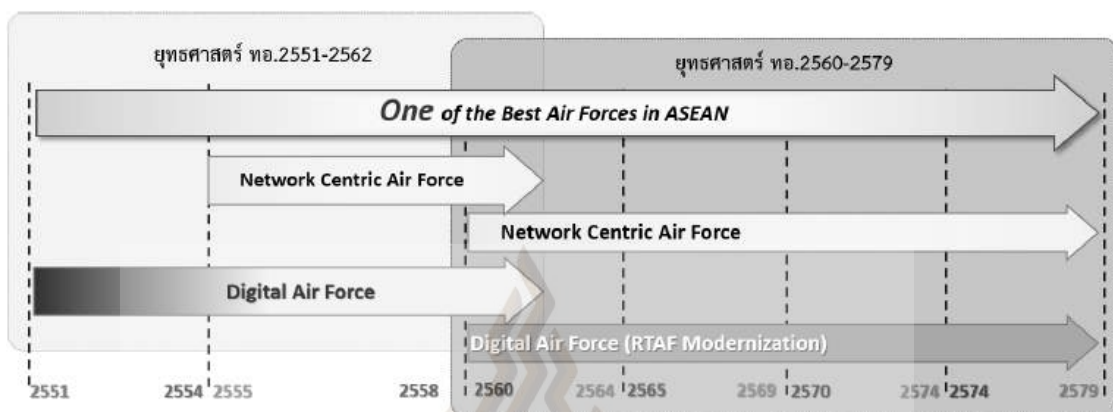 ยุทธศาสตร์ ทอ.2551-2562
ยุทธศาสตร์ ทอ.2560-2579
One of the Best Air Forces in ASEAN
Network Centric Air Force
Network Centric Air Force
Digital Air Force
Digital Air Force (RTAF Modernization)
2551 2554 2555 2558 2560 2564 2565 2569 2570 2574 2574 2579